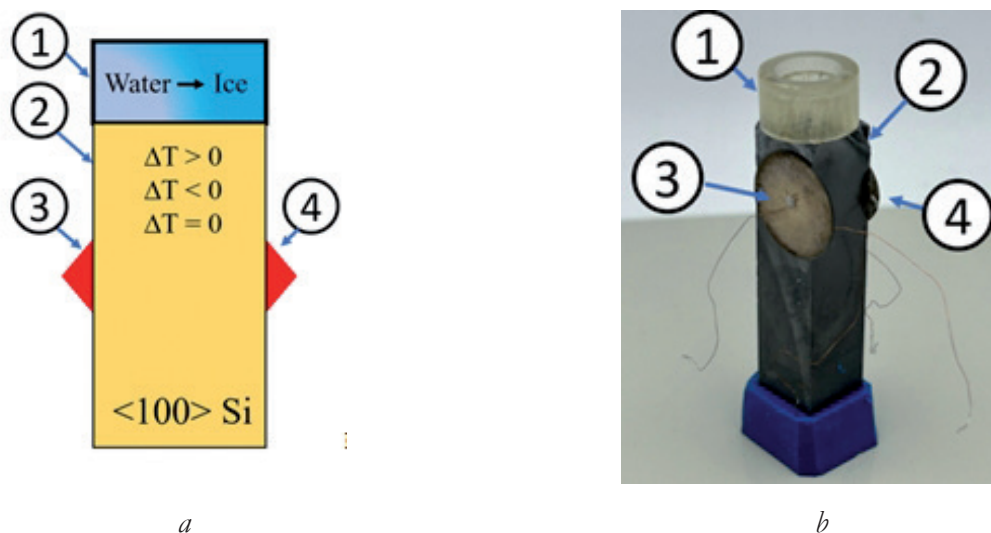 1
Water → Ice
2
ΔT > 0
ΔT < 0
ΔT = 0
3
4
<100> Si
a
1
2
3
4
b